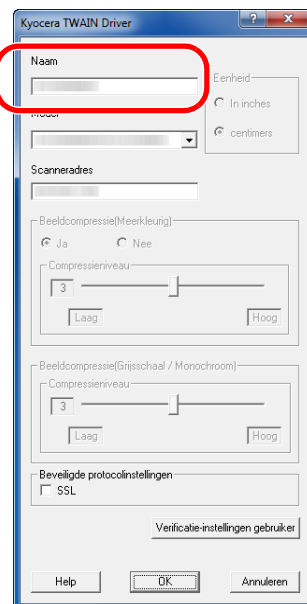 Kyocera TWAIN Driver
Naam
Eenheid
In inches
Model
centimers
Scanneradres
Beeldcompressie(Meerkleurig)
Ja Nee
Compressieniveau
3
Laag Hoog
Beeldcompressie(Grijsschaal / Monochroom)
Compressieniveau
3
Laag Hoog
Beveiligde protocolinstellingen
SSL
Verificatie-instellingen gebruiker
Help OK Annuleren